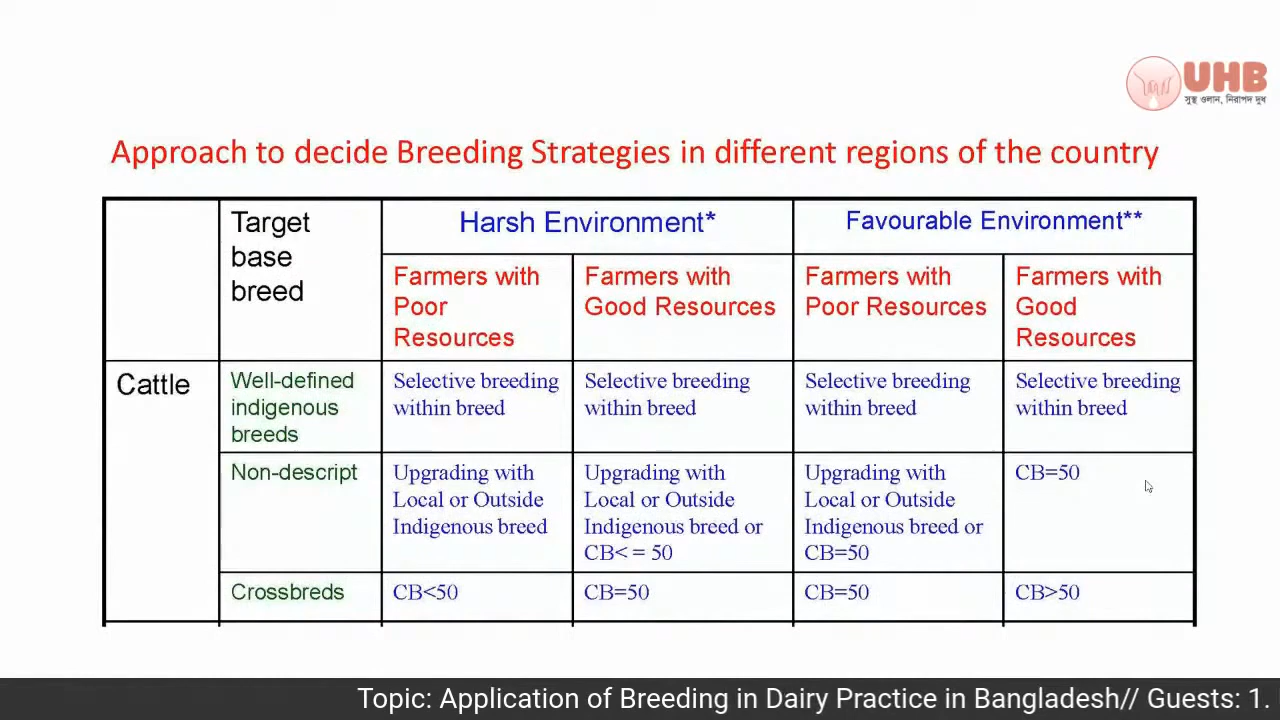 UHB
সুস্থ ওলান, নিরাপদ দুধ
Approach to decide Breeding Strategies in different regions of the country
Target base breed
Harsh Environment*
Favourable Environment**
Farmers with Poor Resources
Farmers with Good Resources
Farmers with Poor Resources
Farmers with Good Resources
Cattle
Well-defined indigenous breeds
Selective breeding within breed
Selective breeding within breed
Selective breeding within breed
Selective breeding within breed
Non-descript
Upgrading with Local or Outside Indigenous breed
Upgrading with Local or Outside Indigenous breed or CB< = 50
Upgrading with Local or Outside Indigenous breed or CB=50
CB=50
Crossbreds
CB<50
CB=50
CB=50
CB>50
Topic: Application of Breeding in Dairy Practice in Bangladesh// Guests: 1.